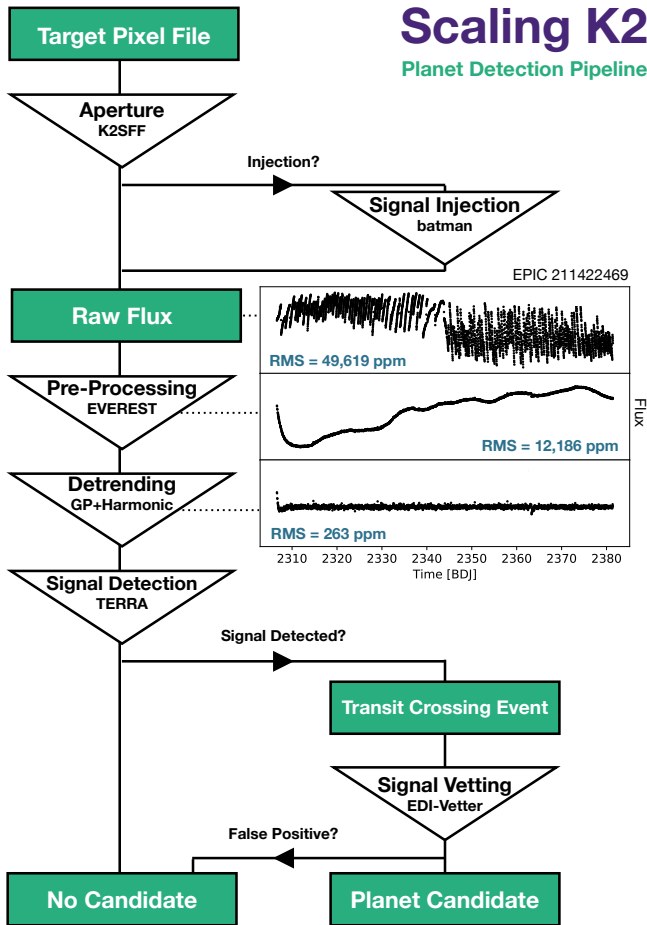 Scaling K2
Planet Detection Pipeline
Target Pixel File
Aperture
K2SFF
Injection?
Signal Injection
batman
EPIC 211422469
Raw Flux
RMS = 49,619 ppm
Pre-Processing
EVEREST
RMS = 12,186 ppm
Flux
Detrending
GP+Harmonic
RMS = 263 ppm
2310 2320 2330 2340 2350 2360 2370 2380
Time [BDJ]
Signal Detection
TERRA
Signal Detected?
Transit Crossing Event
Signal Vetting
EDI-Vetter
False Positive?
No Candidate
Planet Candidate